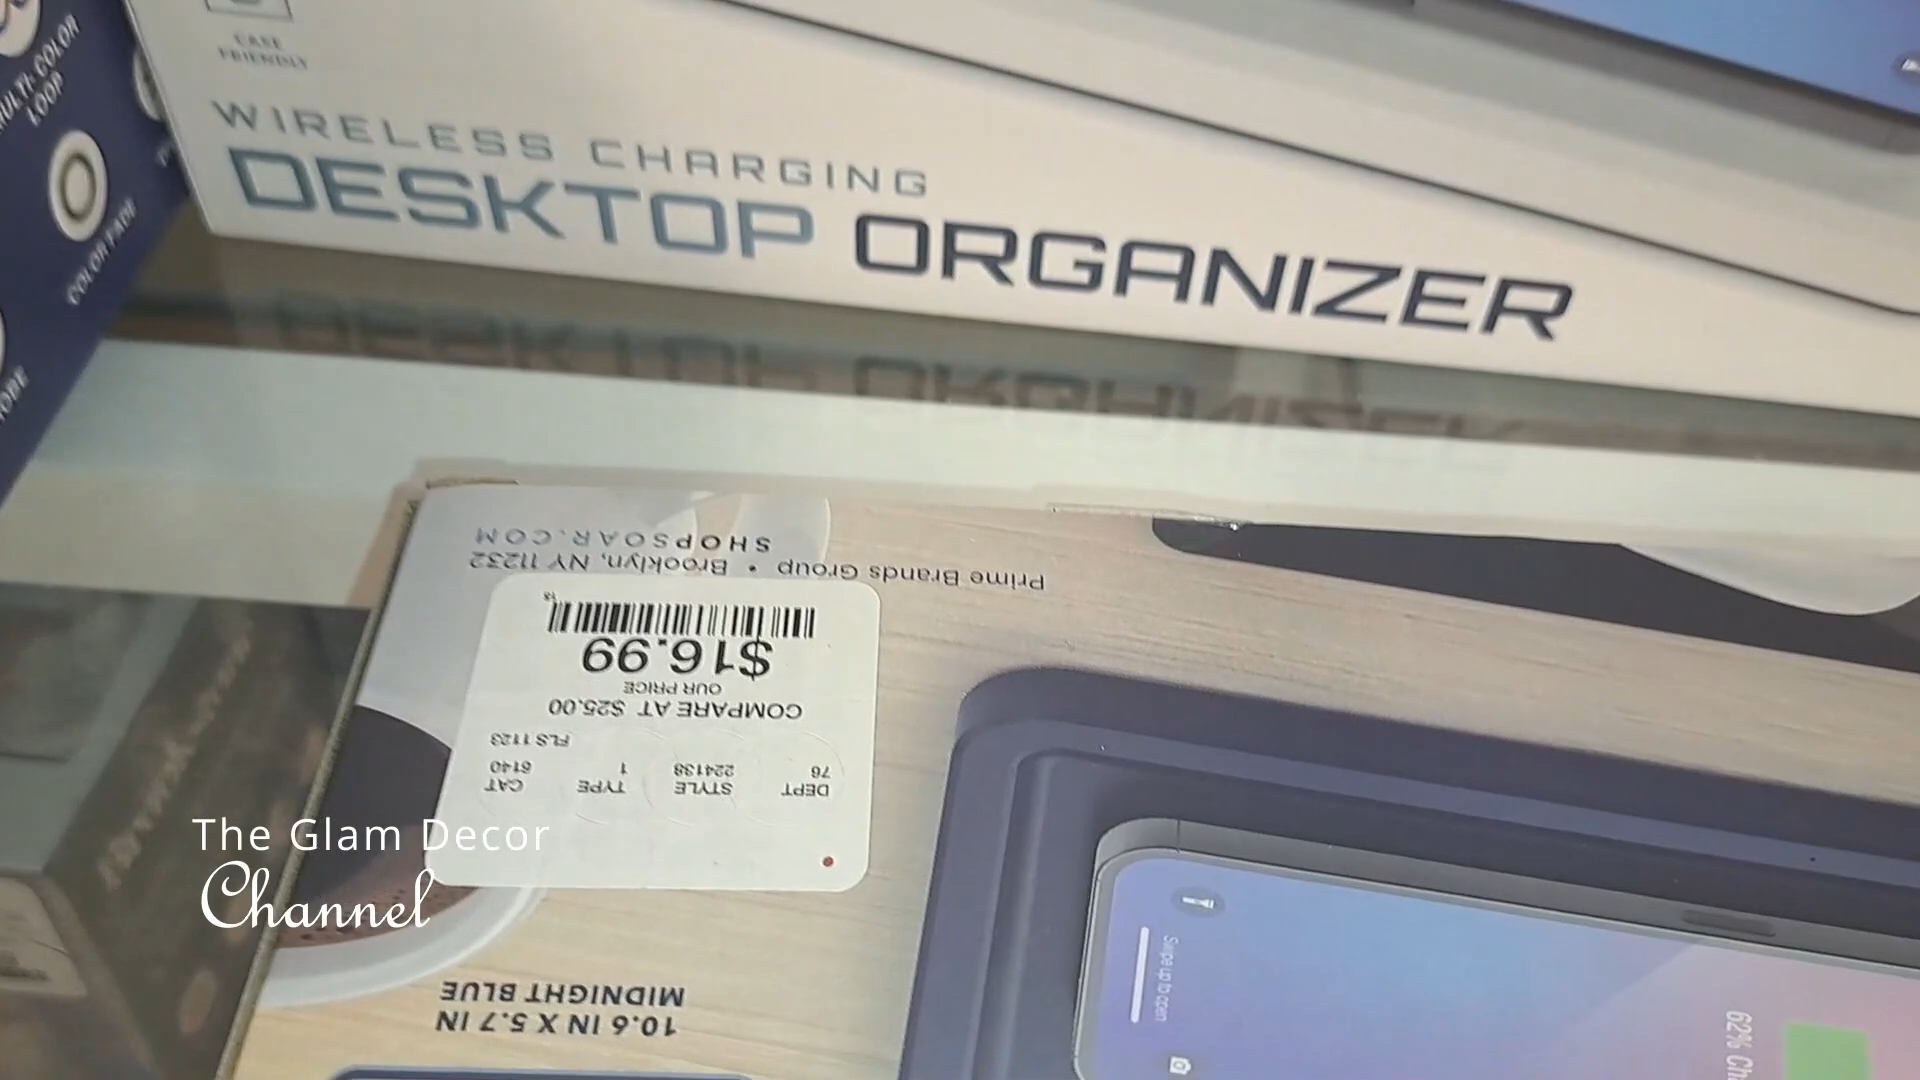 CASE
FRIENDLY
WIRELESS CHARGING
DESKTOP ORGANIZER
MULTI-COLOR
LOOP
COLOR FADE
SHOPSOAR.COM
Prime Brands Group • Brooklyn, NY 11232
$16.99
OUR PRICE
COMPARE AT $25.00
FLS 1123
DEPT STYLE TYPE CAT
76 224138 1 6140
10.6 IN X 5.7 IN
MIDNIGHT BLUE
Swipe up to open
62%
The Glam Decor
Channel